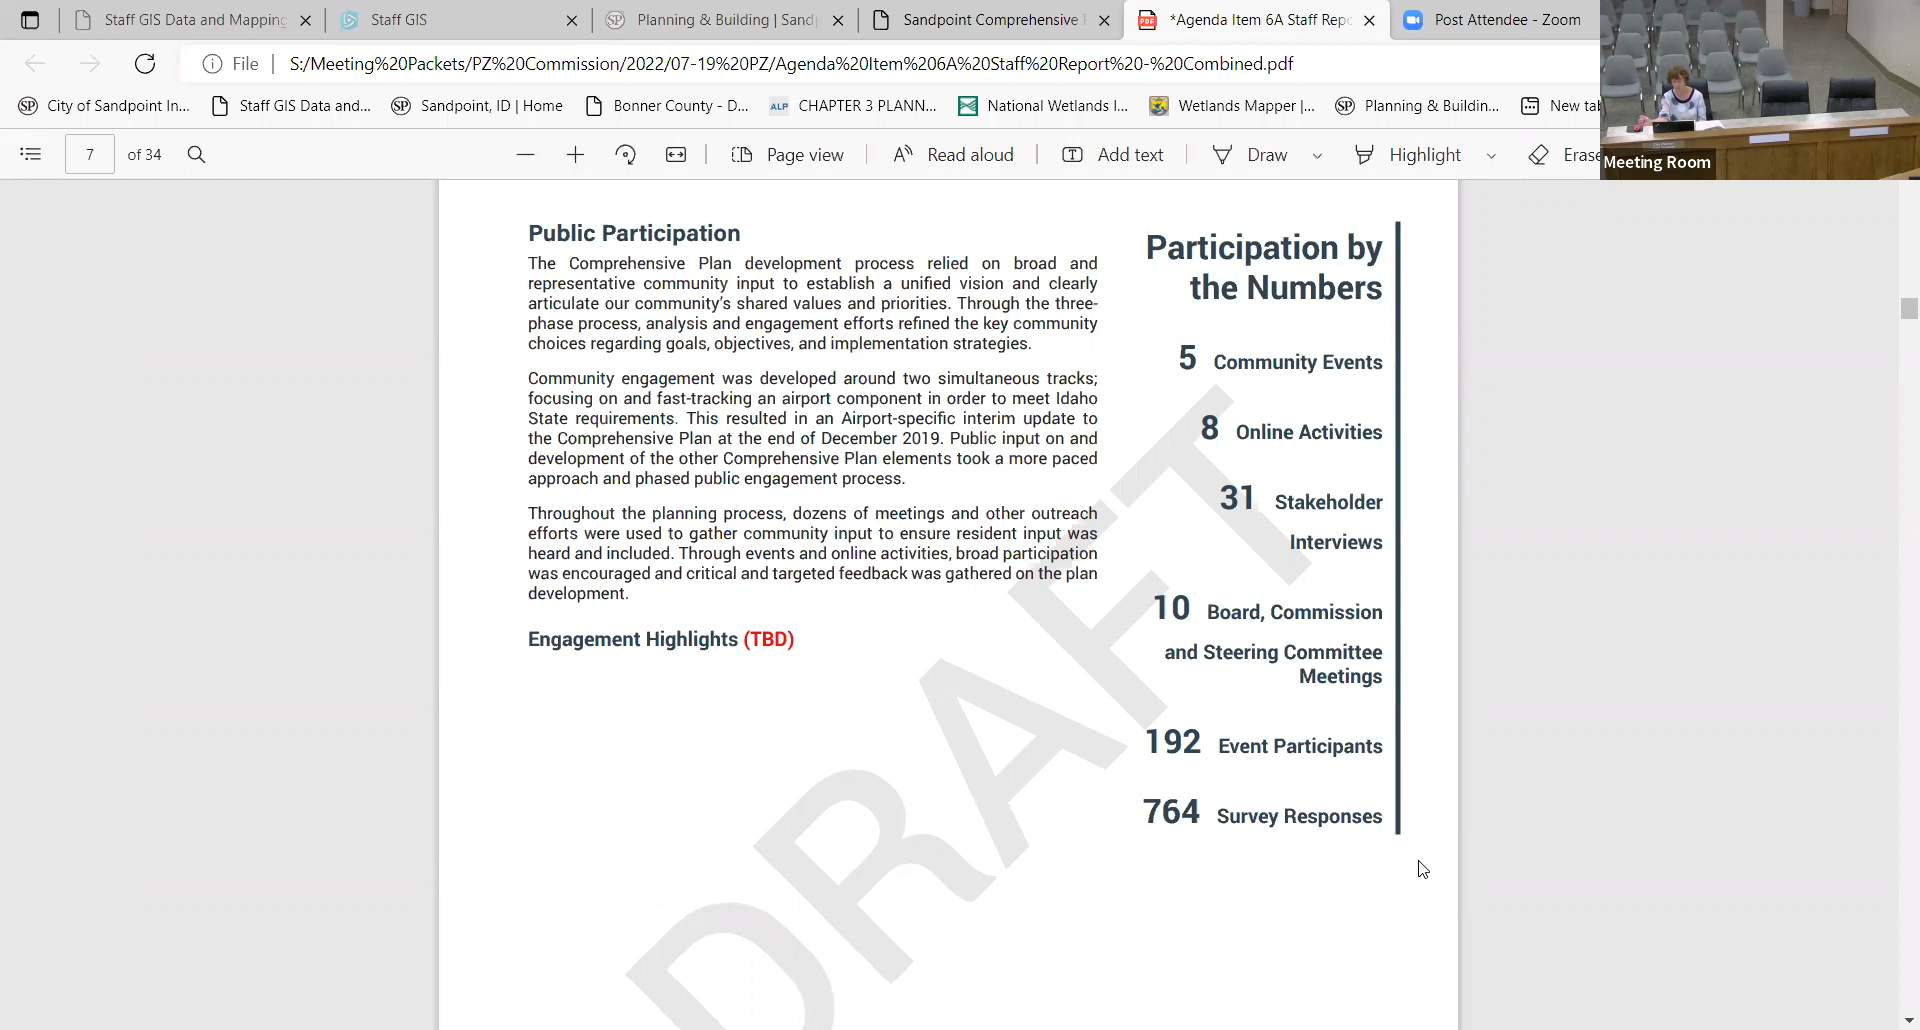 Staff GIS Data and Mapping
Staff GIS
Planning & Building | Sand
Sandpoint Comprehensive
*Agenda Item 6A Staff Repo
Post Attendee - Zoom
File
S:/Meeting%20Packets/PZ%20Commission/2022/07-19%20PZ/Agenda%20Item%206A%20Staff%20Report%20-%20Combined.pdf
SP City of Sandpoint In...
Staff GIS Data and...
SP Sandpoint, ID | Home
Bonner County - D...
ALP CHAPTER 3 PLANN...
National Wetlands I...
Wetlands Mapper |...
SP Planning & Buildin...
New tab
7 of 34
Page view
Read aloud
Add text
Draw
Highlight
Erase
Meeting Room
Public Participation
The Comprehensive Plan development process relied on broad and
representative community input to establish a unified vision and clearly
articulate our community's shared values and priorities. Through the three-
phase process, analysis and engagement efforts refined the key community
choices regarding goals, objectives, and implementation strategies.
Community engagement was developed around two simultaneous tracks;
focusing on and fast-tracking an airport component in order to meet Idaho
State requirements. This resulted in an Airport-specific interim update to
the Comprehensive Plan at the end of December 2019. Public input on and
development of the other Comprehensive Plan elements took a more paced
approach and phased public engagement process.
Throughout the planning process, dozens of meetings and other outreach
efforts were used to gather community input to ensure resident input was
heard and included. Through events and online activities, broad participation
was encouraged and critical and targeted feedback was gathered on the plan
development.
Engagement Highlights (TBD)
Participation by
the Numbers
5 Community Events
8 Online Activities
31 Stakeholder
Interviews
10 Board, Commission
and Steering Committee
Meetings
192 Event Participants
764 Survey Responses
DRAFT